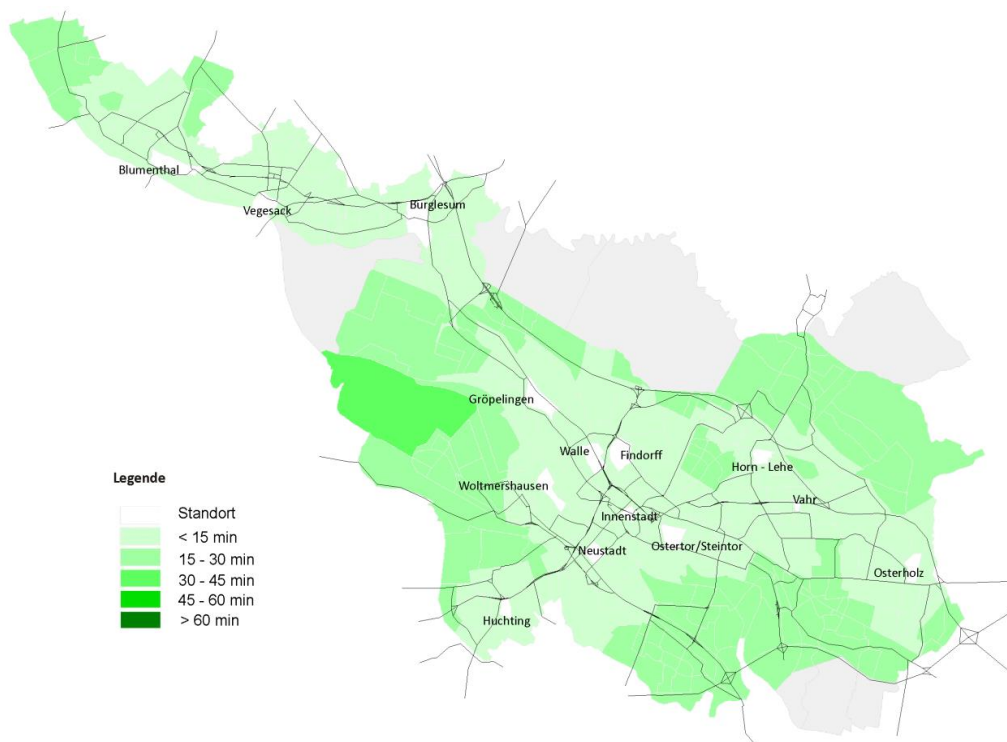 Blumenthal
Vegesack
Burglesum
Gröpelingen
Walle
Findorff
Horn - Lehe
Woltmershausen
Vahr
Innenstadt
Neustadt
Ostertor/Steintor
Osterholz
Huchting
Legende
Standort
< 15 min
15 - 30 min
30 - 45 min
45 - 60 min
> 60 min